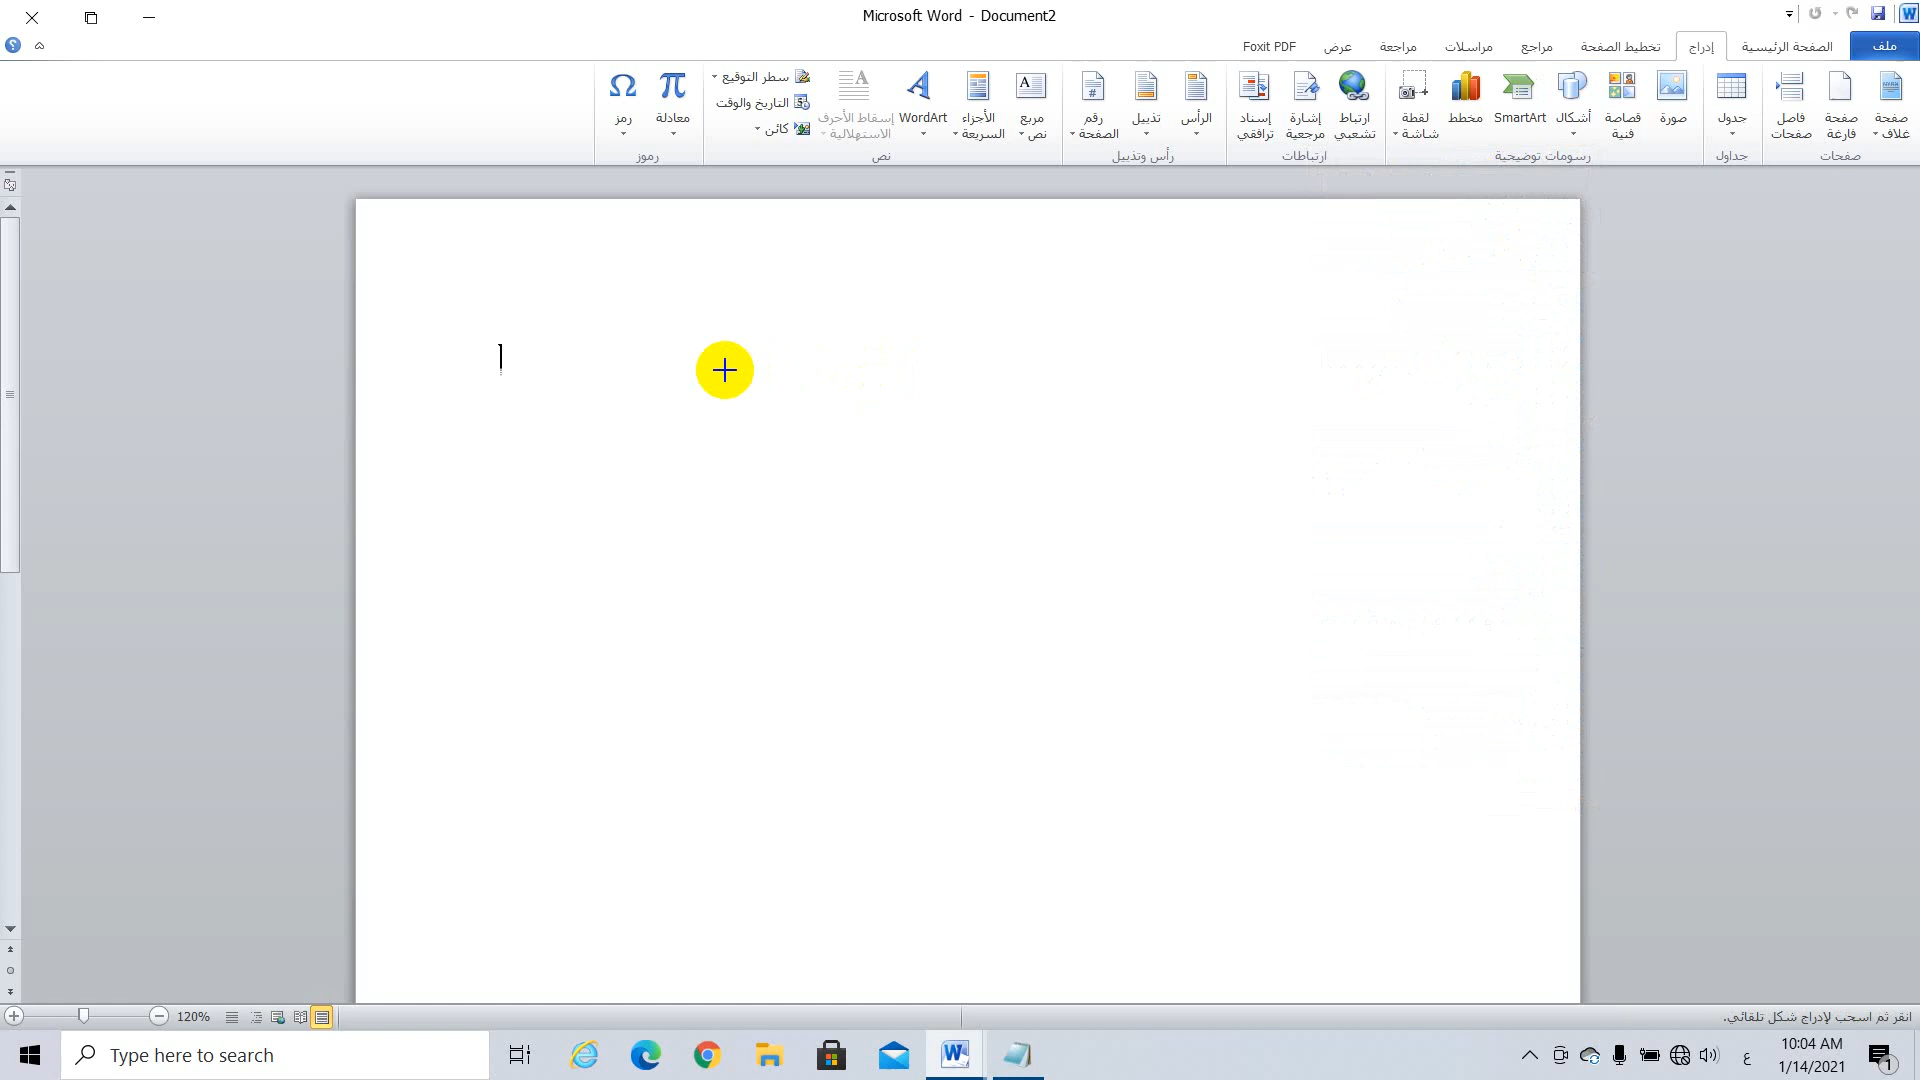 Microsoft Word - Document2
ملف
الصفحة الرئيسية
إدراج
تخطيط الصفحة
مراجع
مراسلات
مراجعة
عرض
Foxit PDF
صفحة غلاف
صفحة فارغة
فاصل صفحات
صفحات
جدول
جداول
صورة
قصاصة فنية
أشكال
SmartArt
مخطط
لقطة شاشة
رسومات توضيحية
ارتباط تشعبي
إشارة مرجعية
إسناد ترافقي
ارتباطات
الرأس
تذييل
رقم الصفحة
رأس وتذييل
مربع نص
الأجزاء السريعة
WordArt
إسقاط الأحرف الاستهلالية
سطر التوقيع
التاريخ والوقت
كائن
نص
معادلة
رمز
رموز
انقر ثم اسحب لإدراج شكل تلقائي.
120%
Type here to search
ع
10:04 AM
1/14/2021
1